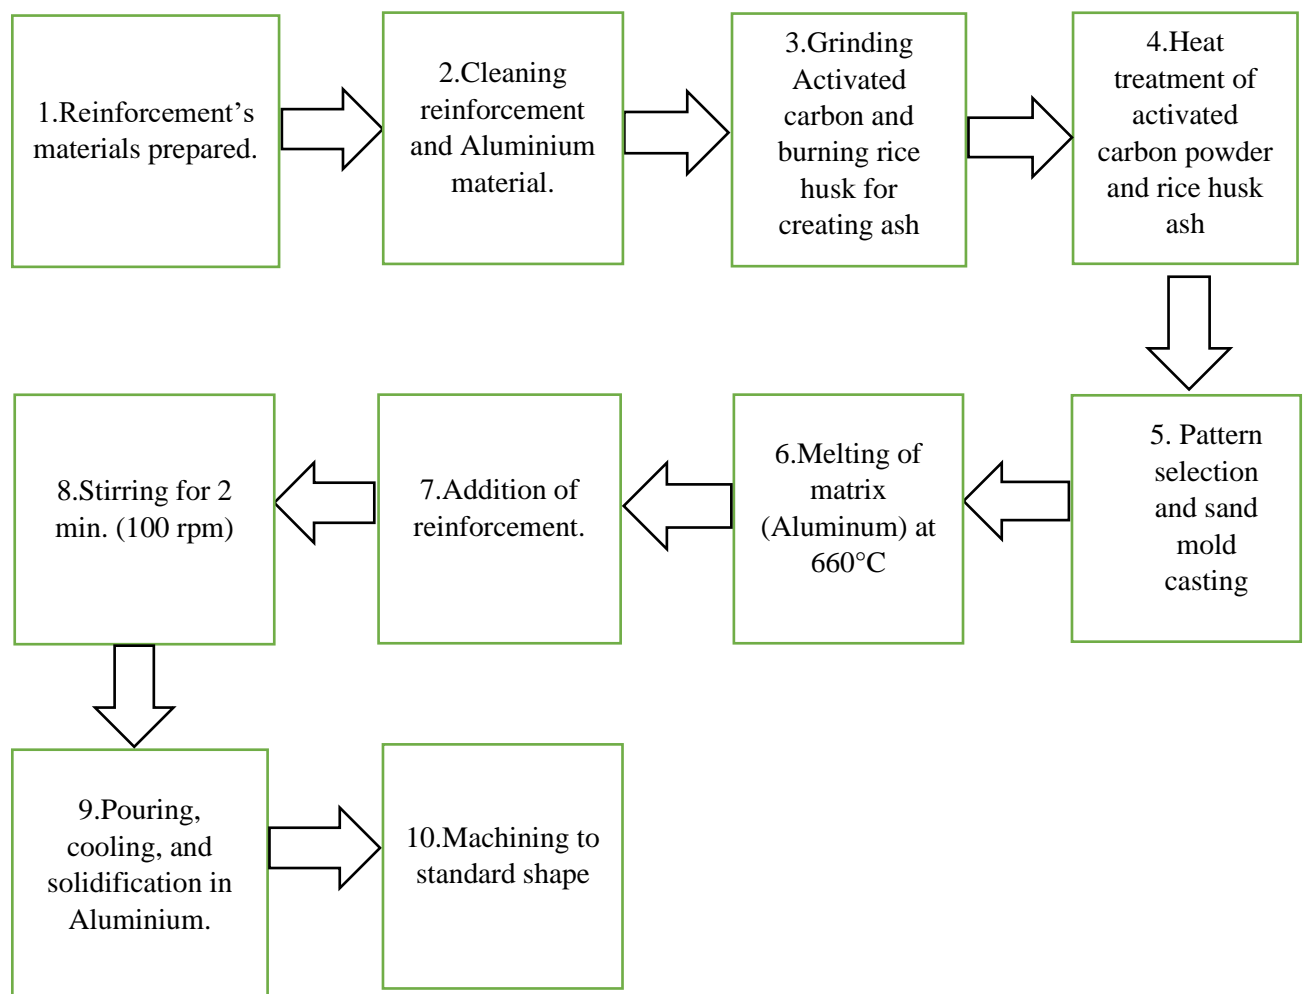 1.Reinforcement’s
materials prepared.
2.Cleaning
reinforcement
and Aluminium
material.
3.Grinding
Activated
carbon and
burning rice
husk for
creating ash
4.Heat
treatment of
activated
carbon powder
and rice husk
ash
5. Pattern
selection
and sand
mold
casting
6.Melting of
matrix
(Aluminum) at
660°C
7.Addition of
reinforcement.
8.Stirring for 2
min. (100 rpm)
9.Pouring,
cooling, and
solidification in
Aluminium.
10.Machining to
standard shape